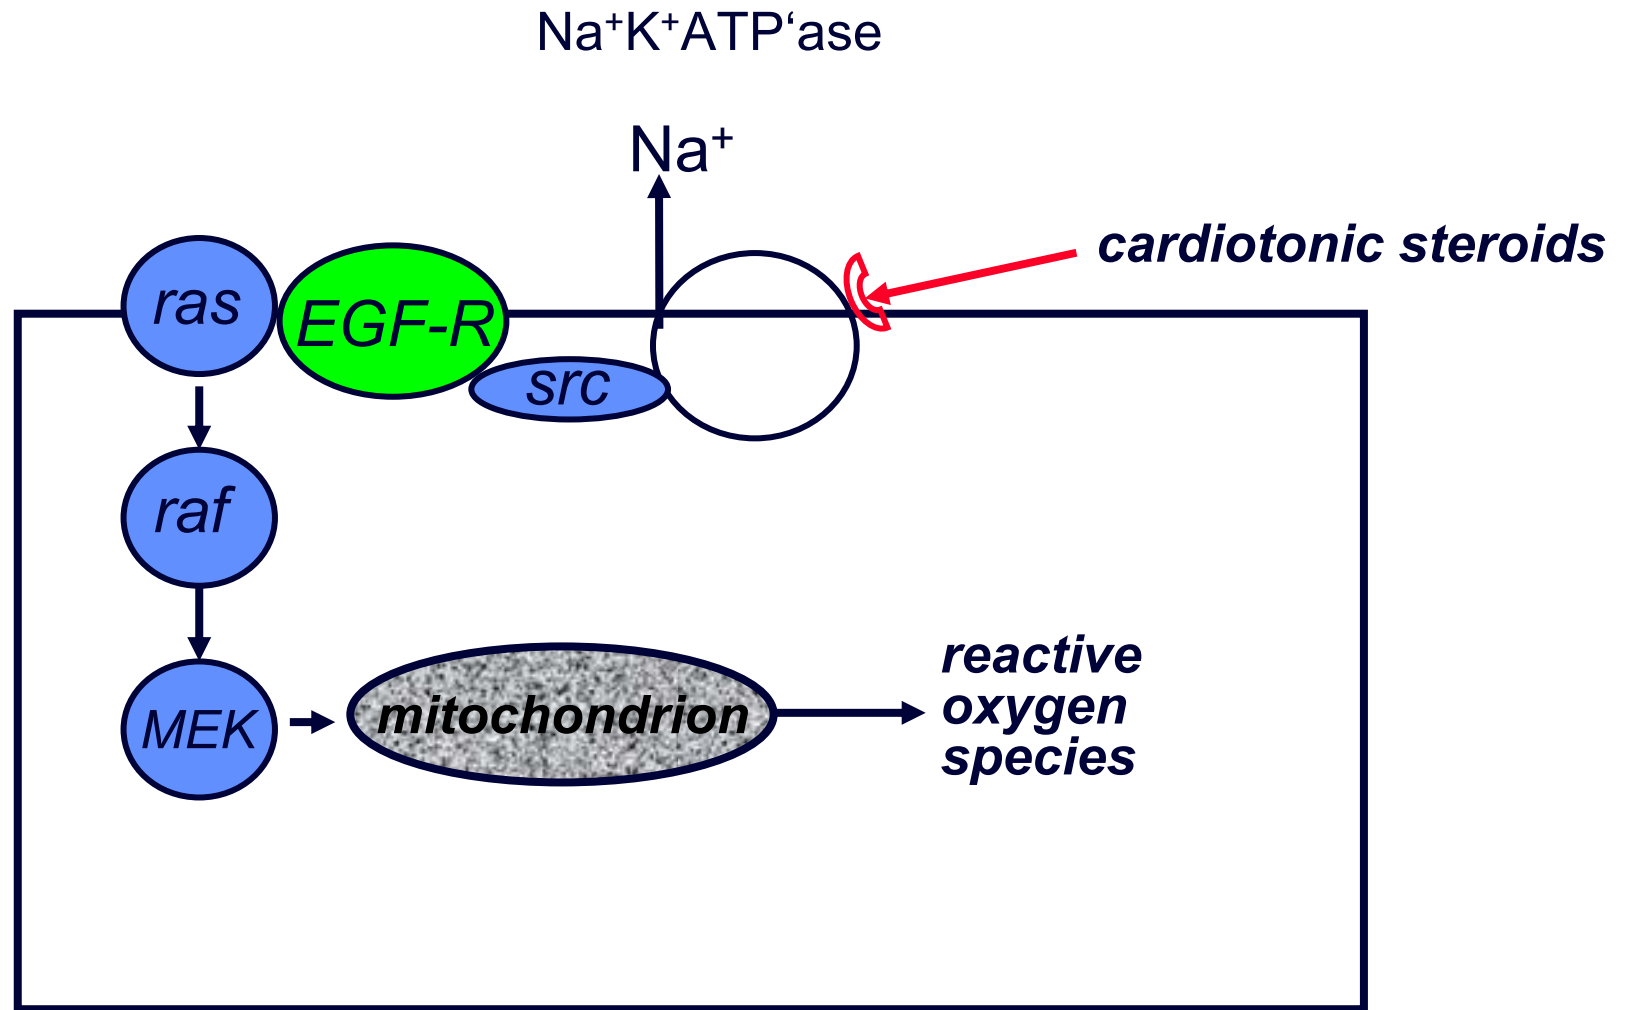 Na⁺K⁺ATP‘ase
Na⁺
cardiotonic steroids
ras
EGF-R
src
raf
MEK
mitochondrion
reactive
oxygen
species